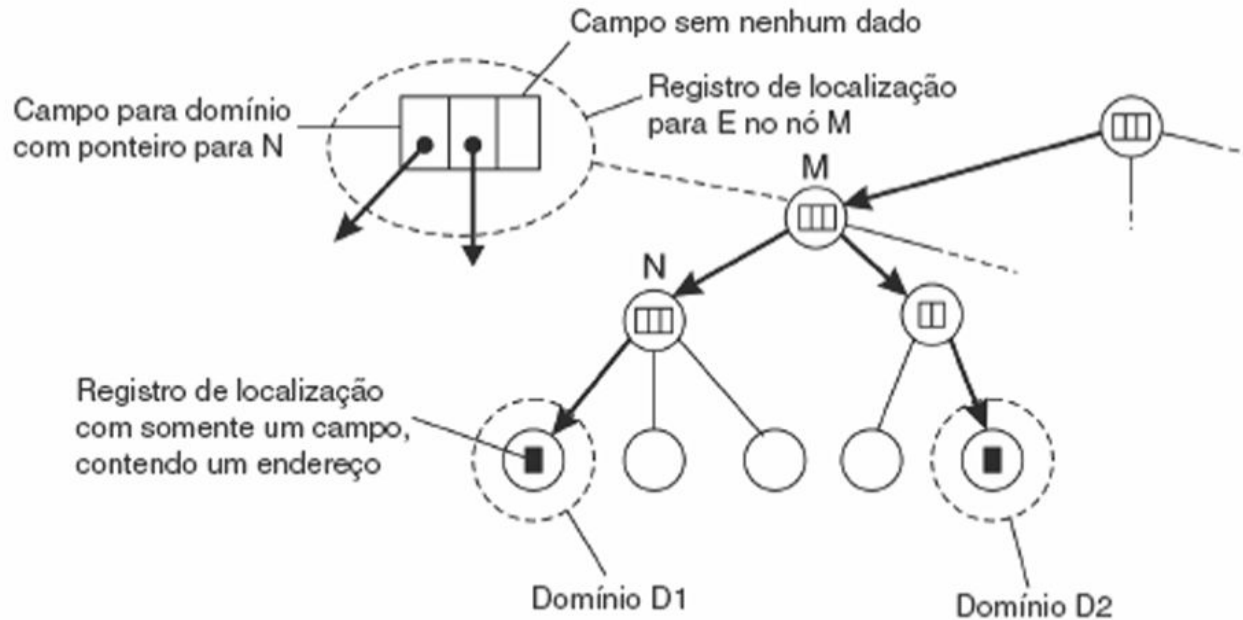 Campo sem nenhum dado
Campo para domínio
com ponteiro para N
Registro de localização
para E no nó M
M
N
Registro de localização
com somente um campo,
contendo um endereço
Domínio D1
Domínio D2